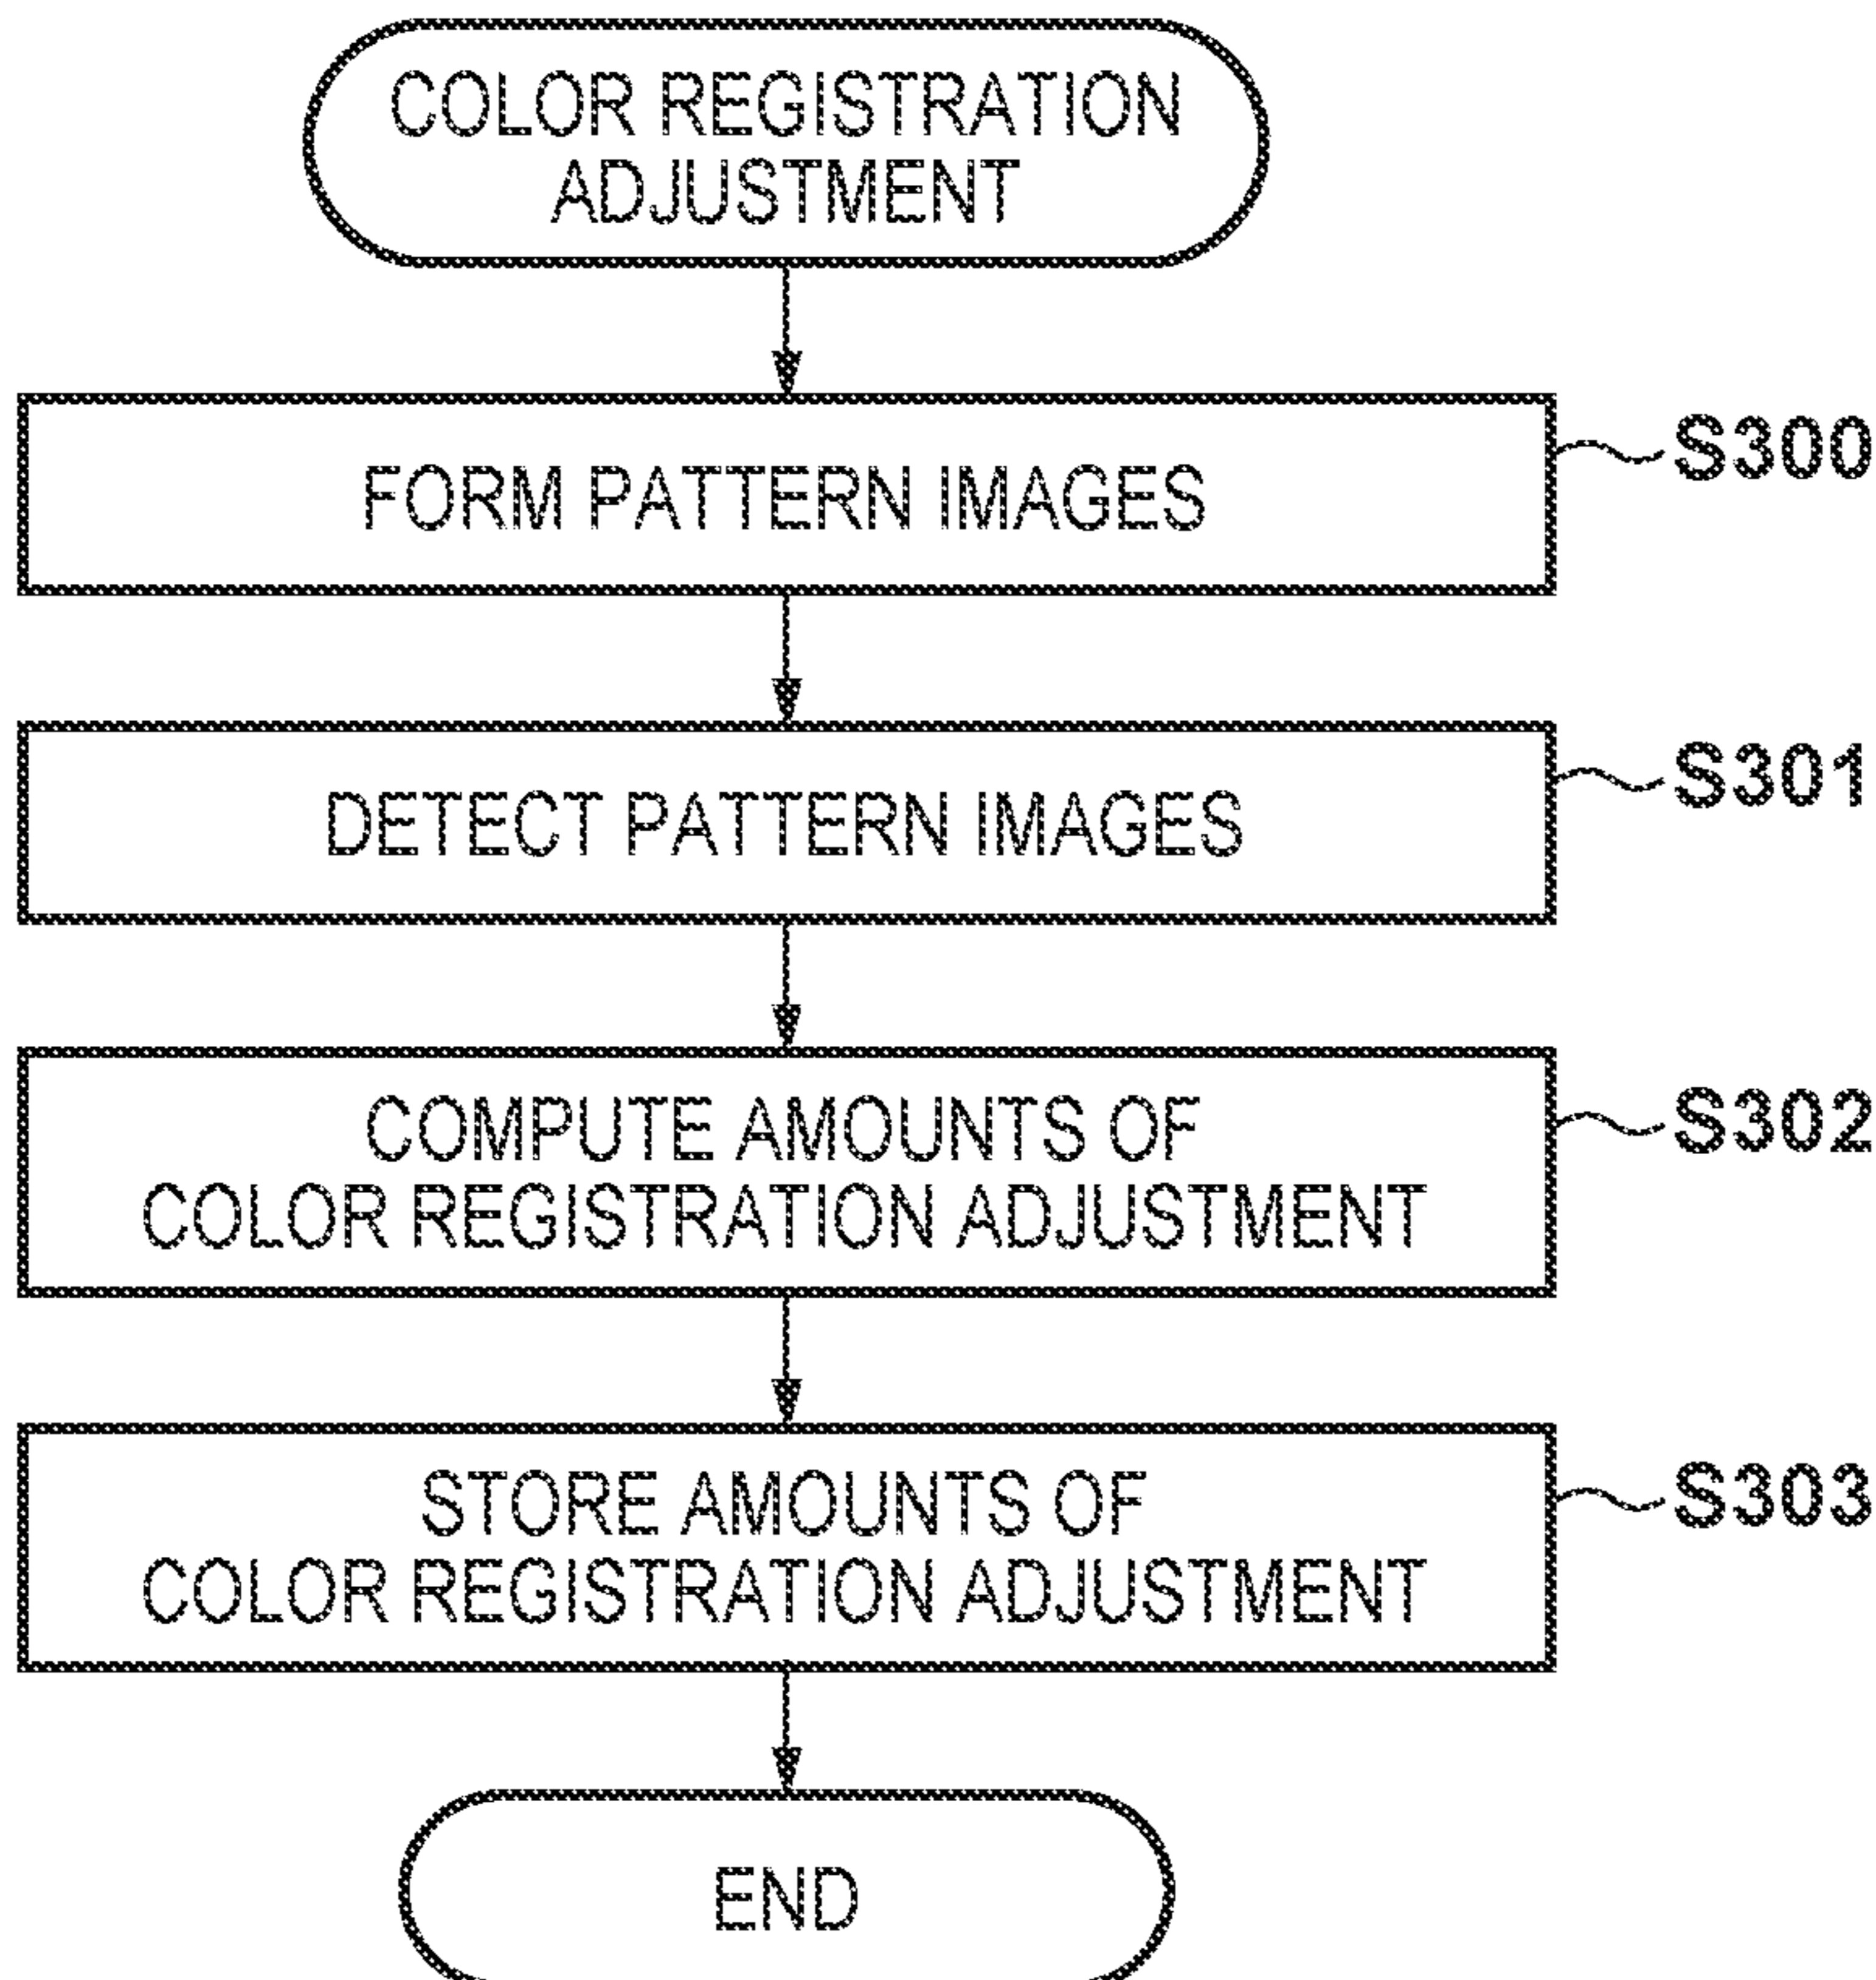 COLOR REGISTRATION
ADJUSTMENT
FORM PATTERN IMAGES
S300
DETECT PATTERN IMAGES
S301
COMPUTE AMOUNTS OF
COLOR REGISTRATION ADJUSTMENT
S302
STORE AMOUNTS OF
COLOR REGISTRATION ADJUSTMENT
S303
END